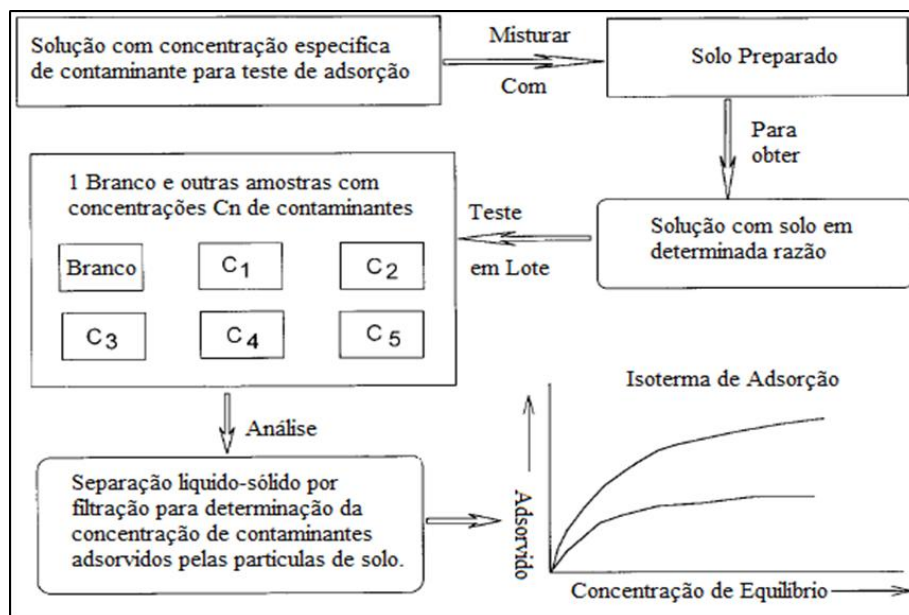 Solução com concentração especifica
de contaminante para teste de adsorção
Misturar
Com
Solo Preparado
Para
obter
Solução com solo em
determinada razão
Teste
em Lote
1 Branco e outras amostras com
concentrações Cn de contaminantes
Branco
C1
C2
C3
C4
C5
Análise
Separação liquido-sólido por
filtração para determinação da
concentração de contaminantes
adsorvidos pelas particulas de solo.
Isoterma de Adsorção
Adsorvido
Concentração de Equilibrio